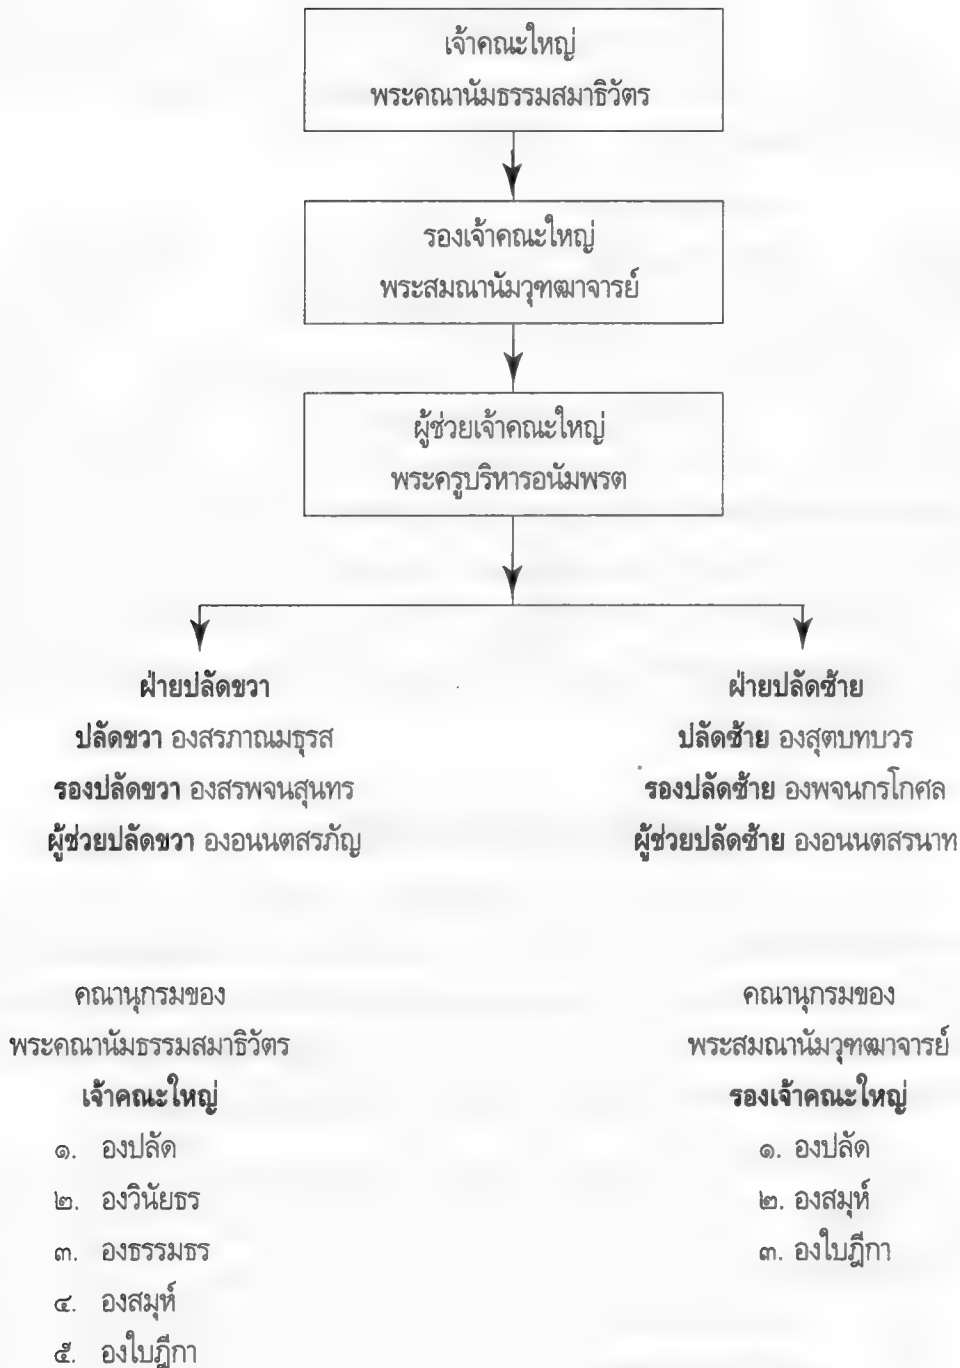 เจ้าคณะใหญ่
พระคณานัมธรรมสมาธิวัตร
รองเจ้าคณะใหญ่
พระสมณานัมวุฑฒาจารย์
ผู้ช่วยเจ้าคณะใหญ่
พระครูบริหารอนัมพรต
ฝ่ายปลัดขวา
ปลัดขวา องสรภาณมธุรส
รองปลัดขวา องสรพจนสุนทร
ผู้ช่วยปลัดขวา องอนนตสรภัญ
ฝ่ายปลัดซ้าย
ปลัดซ้าย องสุตบทบวร
รองปลัดซ้าย องพจนกรโกศล
ผู้ช่วยปลัดซ้าย องอนนตสรนาท
คณานุกรมของ
พระคณานัมธรรมสมาธิวัตร
เจ้าคณะใหญ่
๑. องปลัด
๒. องวินัยธร
๓. องธรรมธร
๔. องสมุห์
๕. องใบฎีกา
คณานุกรมของ
พระสมณานัมวุฑฒาจารย์
รองเจ้าคณะใหญ่
๑. องปลัด
๒. องสมุห์
๓. องใบฎีกา